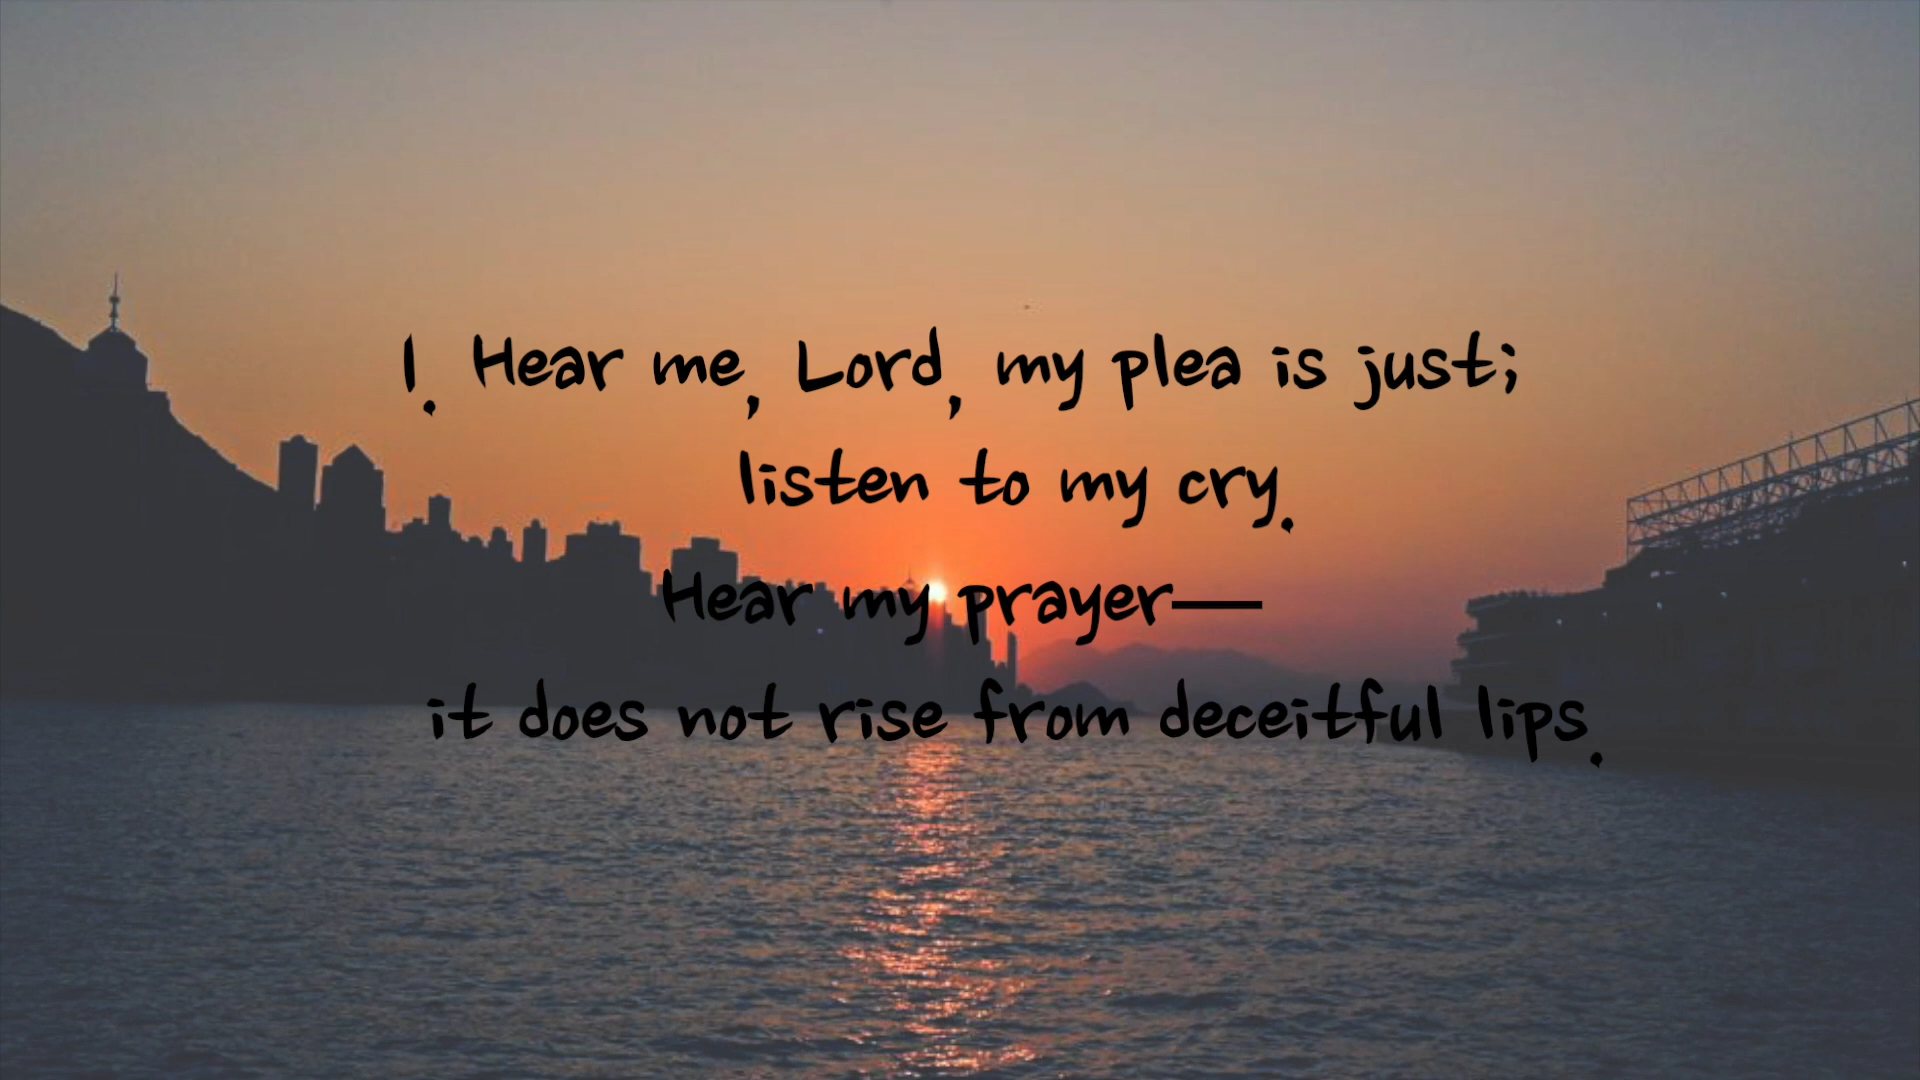 1. Hear me, Lord, my plea is just;
listen to my cry.
Hear my prayer—
it does not rise from deceitful lips.